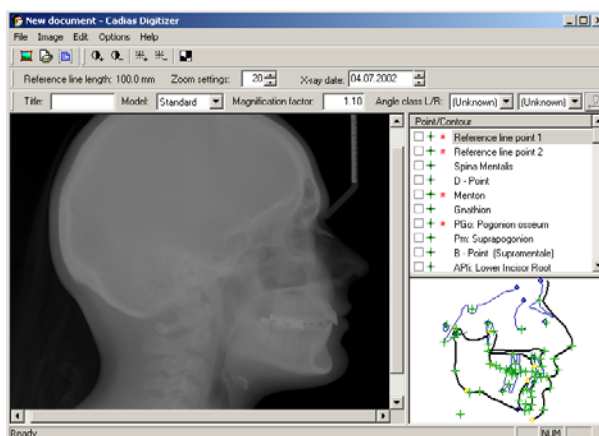 New document - Cadias Digitizer
File Image Edit Options Help
Reference line length: 100.0 mm Zoom settings: 20 X-ray date: 04.07.2002
Title: Model: Standard Magnification factor: 1.10 Angle class L/R: (Unknown) (Unknown)
Point/Contour
Reference line point 1
Reference line point 2
Spina Mentalis
D - Point
Menton
Gnathion
PGo: Pogonion osseum
Pm: Suprapogonion
B - Point (Supramentale)
APli: Lower Incisor Root
Ready NUM